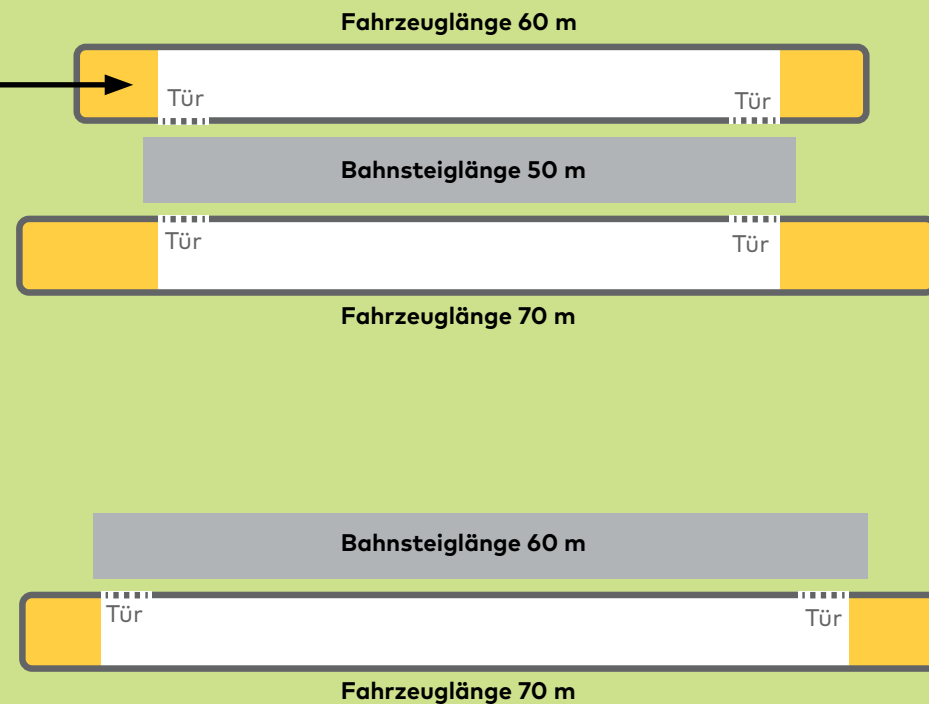 Fahrzeuglänge 60 m
Tür Tür
Bahnsteiglänge 50 m
Tür Tür
Fahrzeuglänge 70 m
Bahnsteiglänge 60 m
Tür Tür
Fahrzeuglänge 70 m